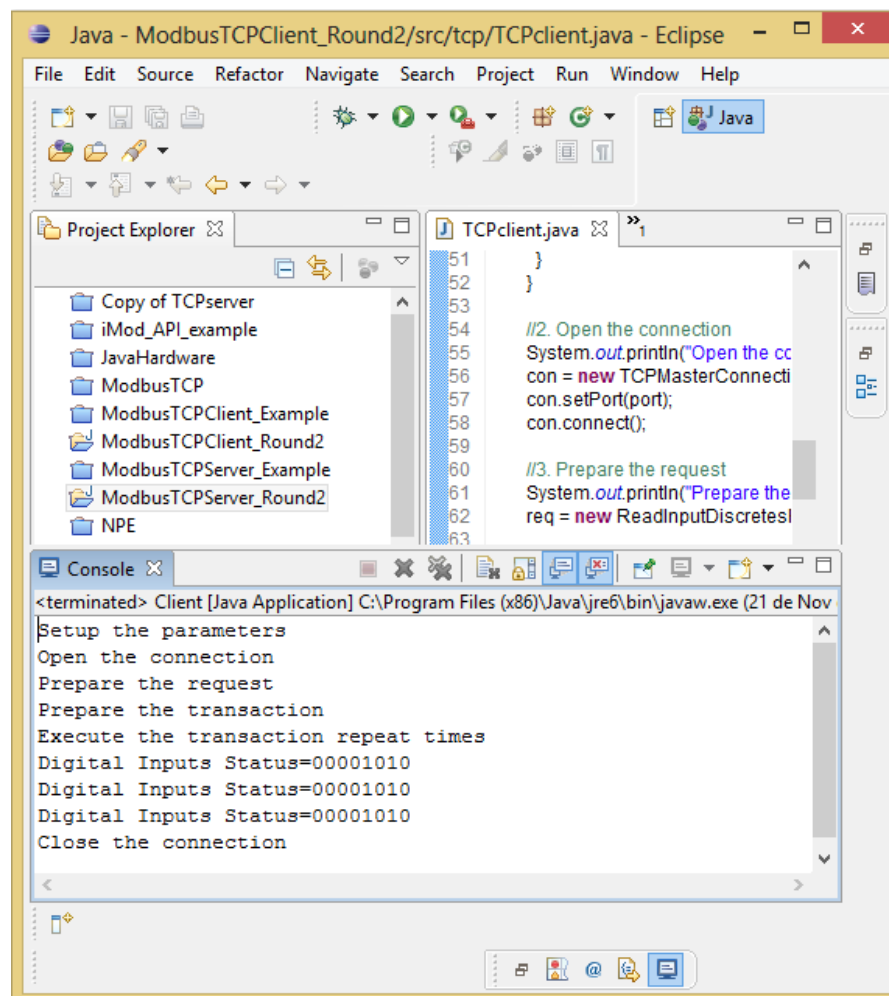 Java - ModbusTCPClient_Round2/src/tcp/TCPclient.java - Eclipse
File Edit Source Refactor Navigate Search Project Run Window Help
Java
Project Explorer
Copy of TCPserver
iMod_API_example
JavaHardware
ModbusTCP
ModbusTCPClient_Example
ModbusTCPClient_Round2
ModbusTCPServer_Example
ModbusTCPServer_Round2
NPE
TCPclient.java »1
51 }
52 }
53
54 //2. Open the connection
55 System.out.println("Open the cc
56 con = new TCPMasterConnecti
57 con.setPort(port);
58 con.connect();
59
60 //3. Prepare the request
61 System.out.println("Prepare the
62 req = new ReadInputDiscretesI
63
Console
<terminated> Client [Java Application] C:\Program Files (x86)\Java\jre6\bin\javaw.exe (21 de Nov
Setup the parameters
Open the connection
Prepare the request
Prepare the transaction
Execute the transaction repeat times
Digital Inputs Status=00001010
Digital Inputs Status=00001010
Digital Inputs Status=00001010
Close the connection